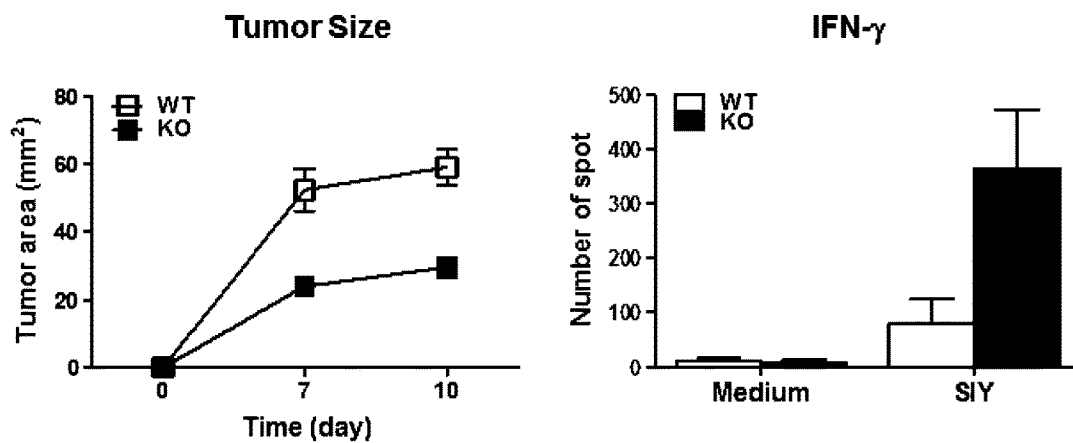 Tumor Size
Tumor area (mm²)
80
60
40
20
0
WT
KO
0 7 10
Time (day)
IFN-γ
Number of spot
500
400
300
200
100
0
WT
KO
Medium SIY